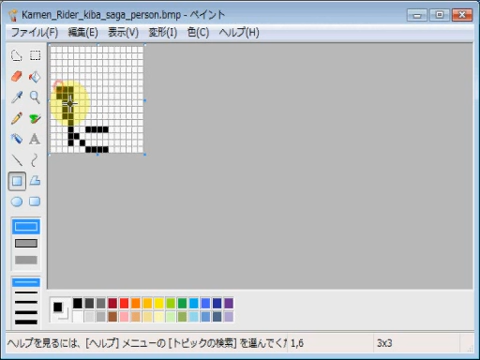 Kamen_Rider_kiba_saga_person.bmp - ペイント
ファイル(F) 編集(E) 表示(V) 変形(I) 色(C) ヘルプ(H)
A
ヘルプを見るには、[ヘルプ] メニューの [トピックの検索] を選んでくだ 1,6 3x3